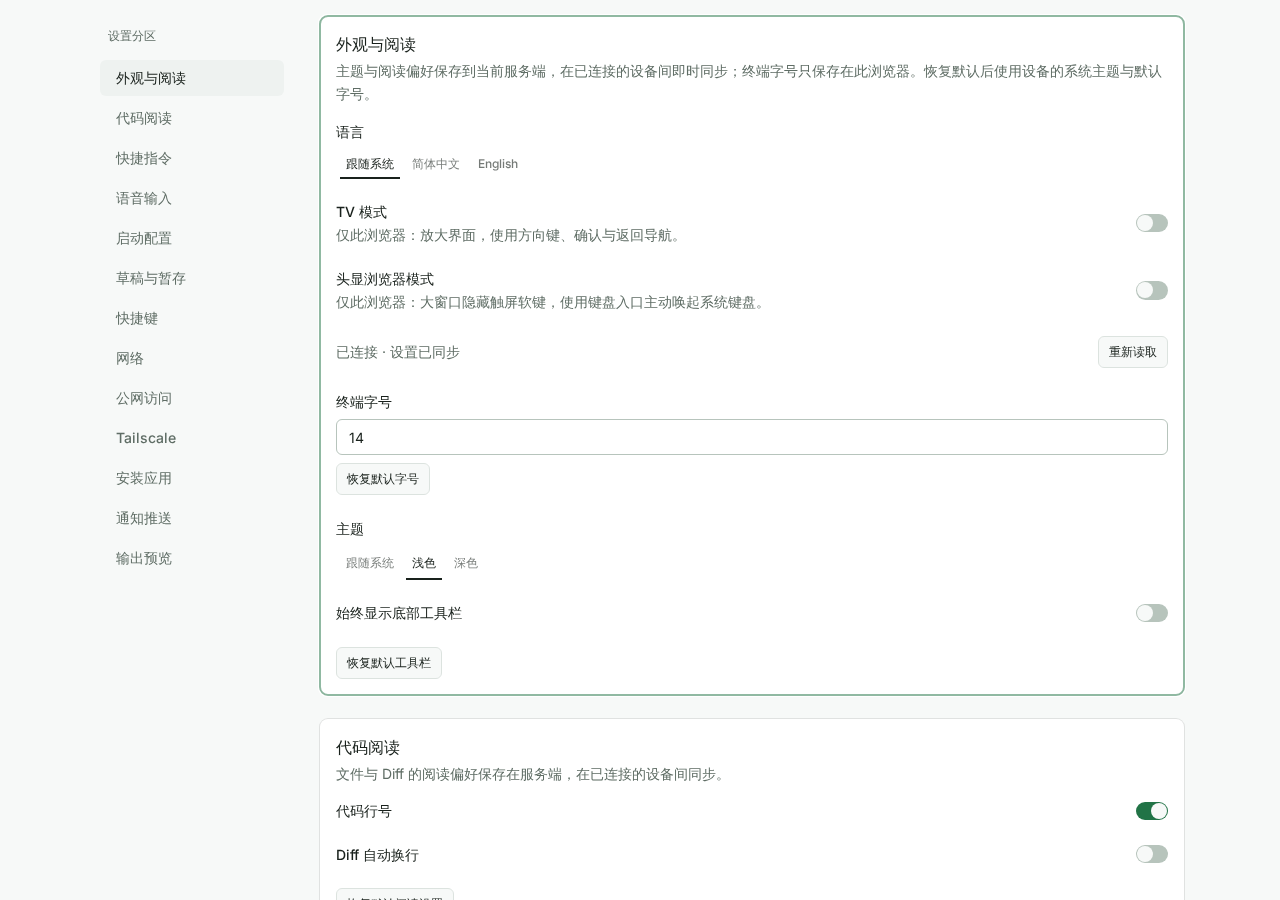 设置分区
外观与阅读
代码阅读
快捷指令
语音输入
启动配置
草稿与暂存
快捷键
网络
公网访问
Tailscale
安装应用
通知推送
输出预览
外观与阅读
主题与阅读偏好保存到当前服务端，在已连接的设备间即时同步；终端字号只保存在此浏览器。恢复默认后使用设备的系统主题与默认
字号。
语言
跟随系统 简体中文 English
TV 模式
仅此浏览器：放大界面，使用方向键、确认与返回导航。
头显浏览器模式
仅此浏览器：大窗口隐藏触屏软键，使用键盘入口主动唤起系统键盘。
已连接 · 设置已同步 重新读取
终端字号
14
恢复默认字号
主题
跟随系统 浅色 深色
始终显示底部工具栏
恢复默认工具栏
代码阅读
文件与 Diff 的阅读偏好保存在服务端，在已连接的设备间同步。
代码行号
Diff 自动换行